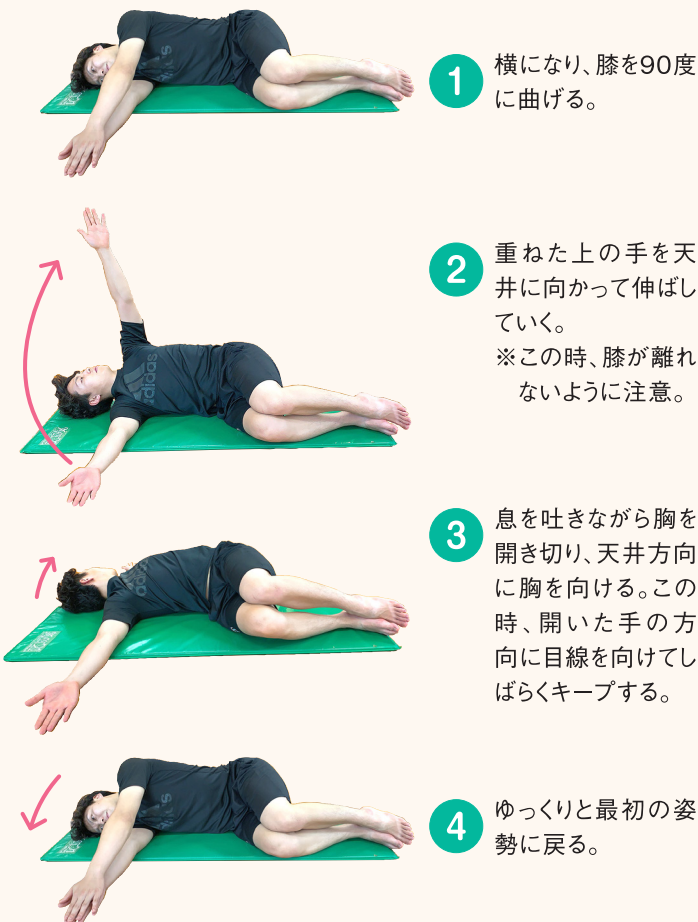 1
横になり、膝を90度
に曲げる。
2
重ねた上の手を天
井に向かって伸ばし
ていく。
※この時、膝が離れ
ないように注意。
adidas
3
息を吐きながら胸を
開き切り、天井方向
に胸を向ける。この
時、開いた手の方
向に目線を向けてし
ばらくキープする。
4
ゆっくりと最初の姿
勢に戻る。